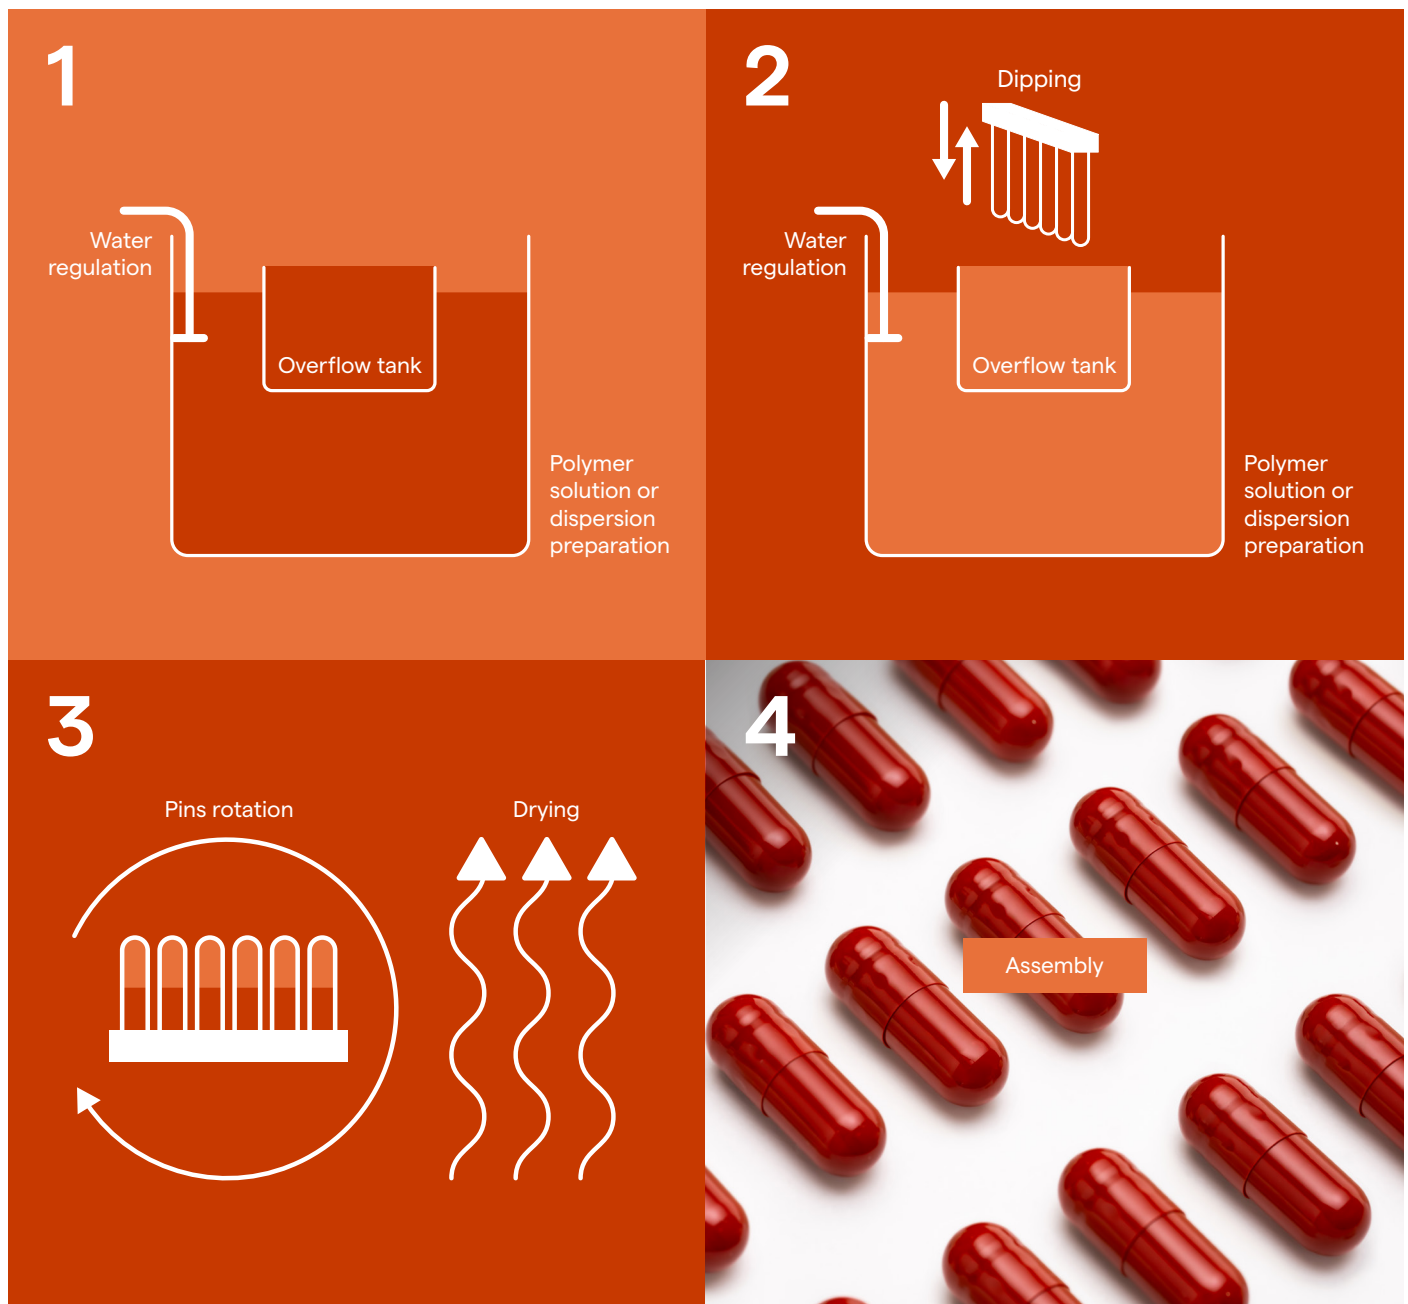 1
Water
regulation
Overflow tank
Polymer
solution or
dispersion
preparation
2
Dipping
Water
regulation
Overflow tank
Polymer
solution or
dispersion
preparation
3
Pins rotation
Drying
4
Assembly